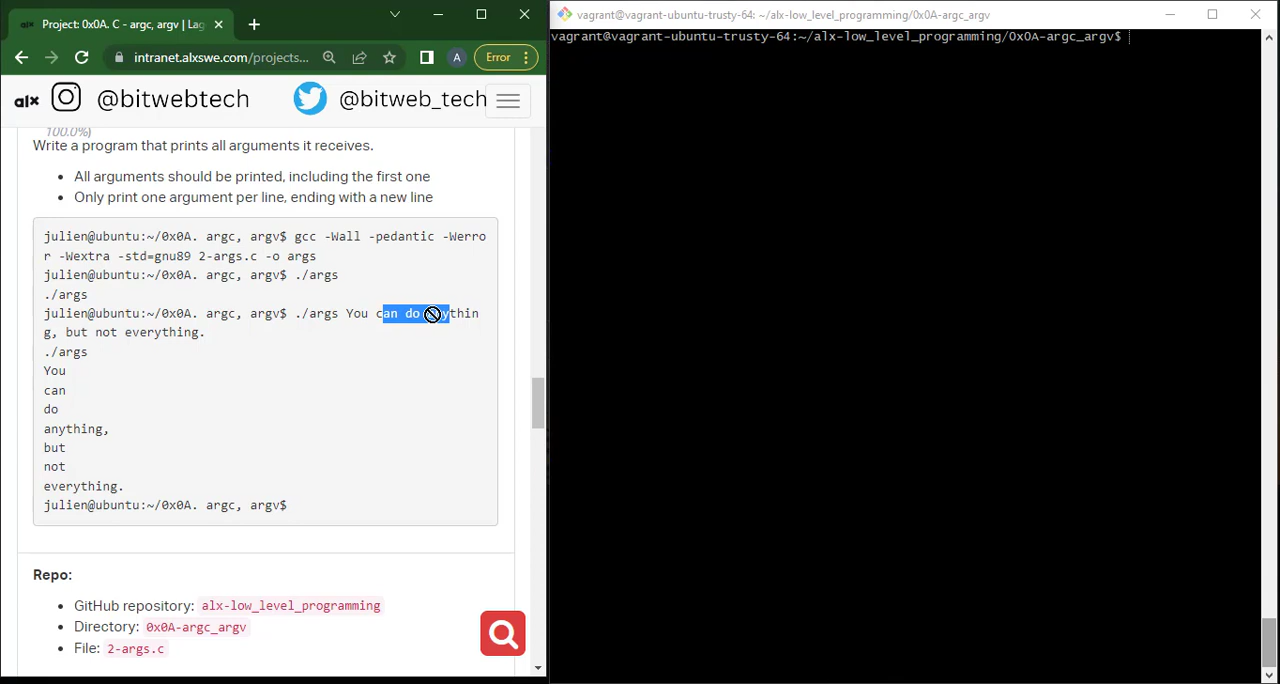 alx Project: 0x0A. C - argc, argv | Lag
intranet.alxswe.com/projects...
A
Error
alx
@bitwebtech
@bitweb_tech
100.0%)
Write a program that prints all arguments it receives.
All arguments should be printed, including the first one
Only print one argument per line, ending with a new line
julien@ubuntu:~/0x0A. argc, argv$ gcc -Wall -pedantic -Werro
r -Wextra -std=gnu89 2-args.c -o args
julien@ubuntu:~/0x0A. argc, argv$ ./args
./args
julien@ubuntu:~/0x0A. argc, argv$ ./args You can do anythin
g, but not everything.
./args
You
can
do
anything,
but
not
everything.
julien@ubuntu:~/0x0A. argc, argv$
Repo:
GitHub repository: alx-low_level_programming
Directory: 0x0A-argc_argv
File: 2-args.c
vagrant@vagrant-ubuntu-trusty-64: ~/alx-low_level_programming/0x0A-argc_argv
vagrant@vagrant-ubuntu-trusty-64:~/alx-low_level_programming/0x0A-argc_argv$